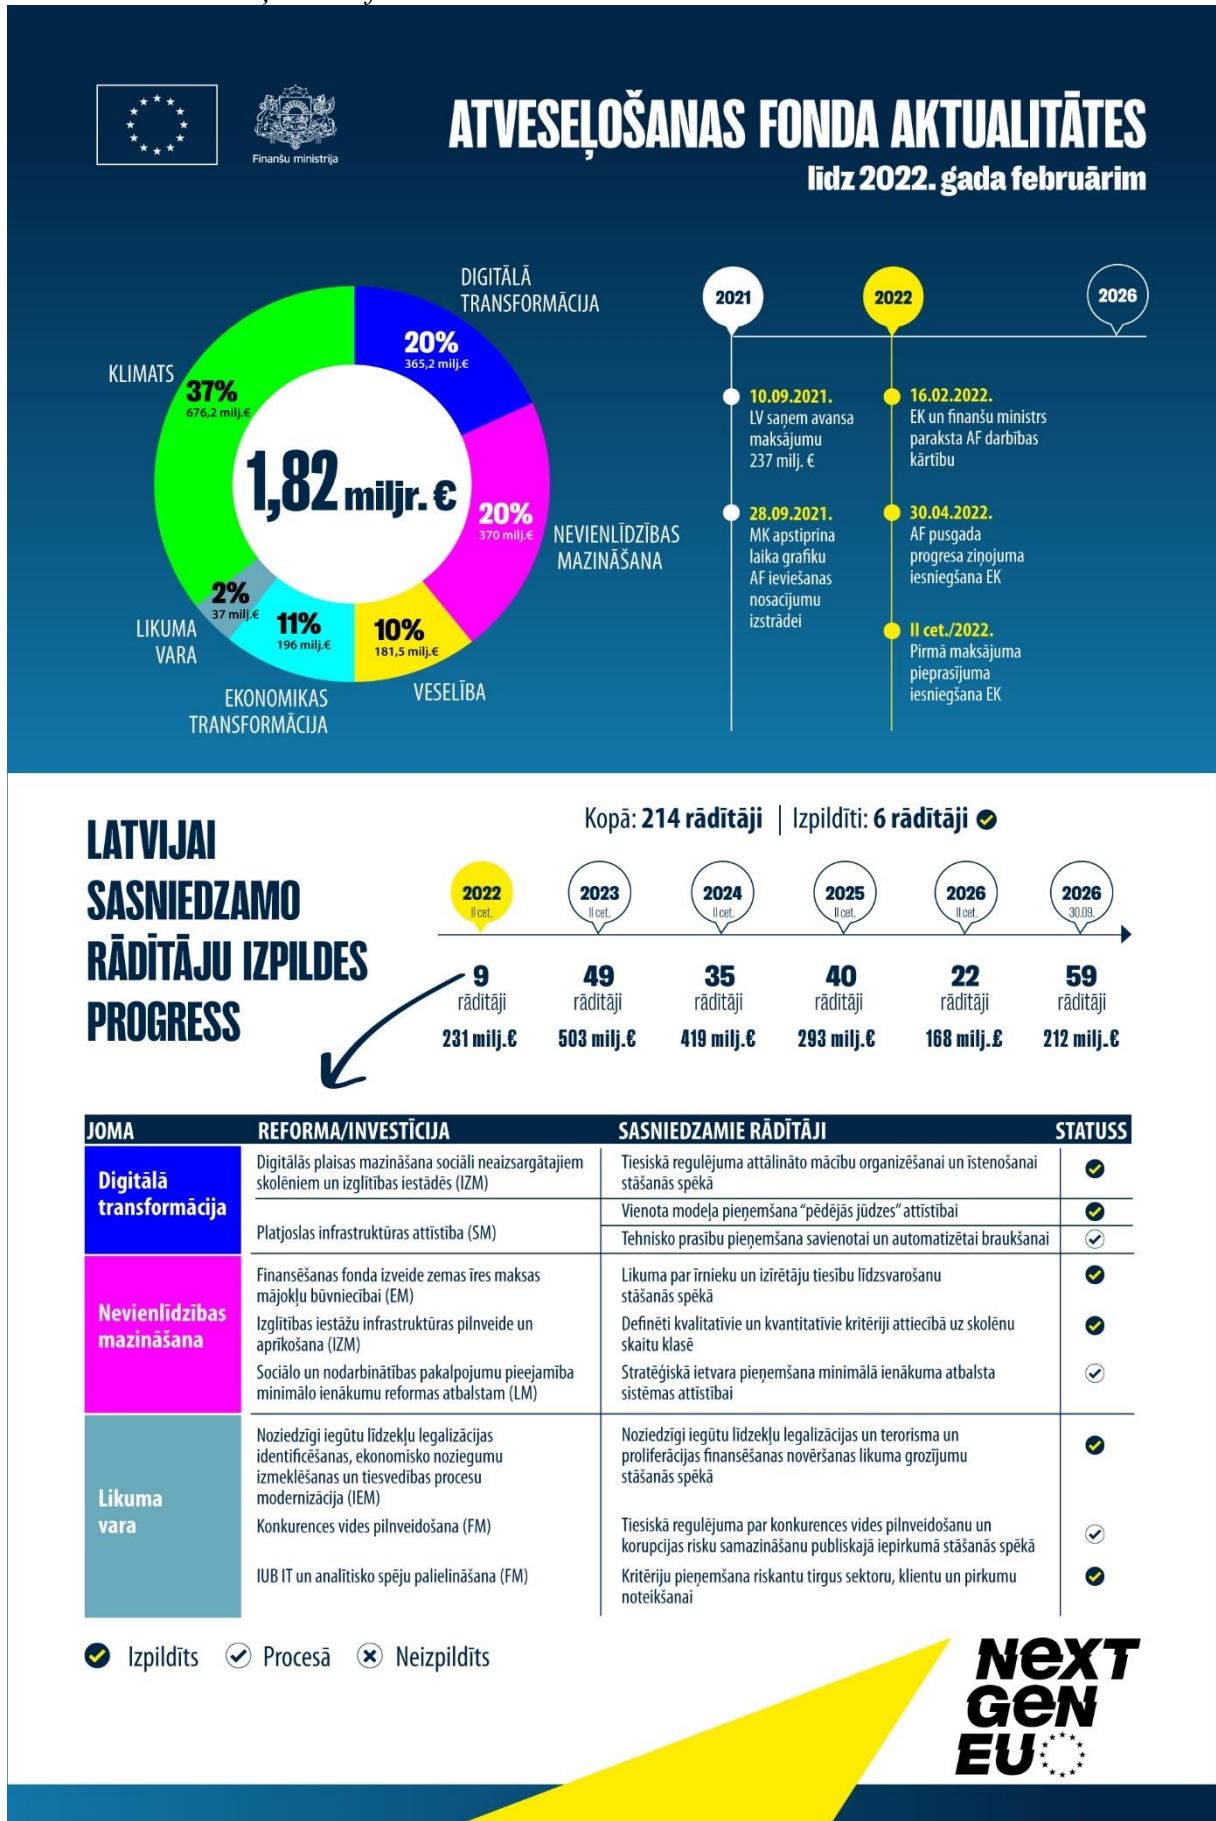 Finanšu ministrija
ATVESEĻOŠANAS FONDA AKTUALITĀTES
līdz 2022. gada februārim
DIGITĀLĀ
TRANSFORMĀCIJA
20%
365,2 milj.€
KLIMATS
37%
676,2 milj.€
1,82 miljr. €
20%
370 milj.€
NEVIENLĪDZĪBAS
MAZINĀŠANA
2%
37 milj.€
LIKUMA
VARA
11%
196 milj.€
10%
181,5 milj.€
EKONOMIKAS
TRANSFORMĀCIJA
VESELĪBA
2021
2022
2026
10.09.2021.
LV saņem avansa
maksājumu
237 milj. €
28.09.2021.
MK apstiprina
laika grafiku
AF ieviešanas
nosacījumu
izstrādei
16.02.2022.
EK un finanšu ministrs
paraksta AF darbības
kārtību
30.04.2022.
AF pusgada
progresa ziņojuma
iesniegšana EK
II cet./2022.
Pirmā maksājuma
pieprasījuma
iesniegšana EK
LATVIJAI
SASNIEDZAMO
RĀDĪTĀJU IZPILDES
PROGRESS
Kopā: 214 rādītāji | Izpildīti: 6 rādītāji
2022
II cet.
2023
II cet.
2024
II cet.
2025
II cet.
2026
II cet.
2026
30.09.
9
rādītāji
231 milj.€
49
rādītāji
503 milj.€
35
rādītāji
419 milj.€
40
rādītāji
293 milj.€
22
rādītāji
168 milj.£
59
rādītāji
212 milj.€
JOMA REFORMA/INVESTĪCIJA SASNIEDZAMIE RĀDĪTĀJI STATUSS
Digitālā
transformācija
Digitālās plaisas mazināšana sociāli neaizsargātajiem
skolēniem un izglītības iestādēs (IZM)
Tiesiskā regulējuma attālināto mācību organizēšanai un īstenošanai
stāšanās spēkā
Platjoslas infrastruktūras attīstība (SM)
Vienota modeļa pieņemšana “pēdējās jūdzes” attīstībai
Tehnisko prasību pieņemšana savienotai un automatizētai braukšanai
Nevienlīdzības
mazināšana
Finansēšanas fonda izveide zemas īres maksas
mājokļu būvniecībai (EM)
Likuma par īrnieku un izīrētāju tiesību līdzsvarošanu
stāšanās spēkā
Izglītības iestāžu infrastruktūras pilnveide un
aprīkošana (IZM)
Definēti kvalitatīvie un kvantitatīvie kritēriji attiecībā uz skolēnu
skaitu klasē
Sociālo un nodarbinātības pakalpojumu pieejamība
minimālo ienākumu reformas atbalstam (LM)
Stratēģiskā ietvara pieņemšana minimālā ienākuma atbalsta
sistēmas attīstībai
Likuma
vara
Noziedzīgi iegūtu līdzekļu legalizācijas
identificēšanas, ekonomisko noziegumu
izmeklēšanas un tiesvedības procesu
modernizācija (IEM)
Noziedzīgi iegūtu līdzekļu legalizācijas un terorisma un
proliferācijas finansēšanas novēršanas likuma grozījumu
stāšanās spēkā
Konkurences vides pilnveidošana (FM)
Tiesiskā regulējuma par konkurences vides pilnveidošanu un
korupcijas risku samazināšanu publiskajā iepirkumā stāšanās spēkā
IUB IT un analītisko spēju palielināšana (FM)
Kritēriju pieņemšana riskantu tirgus sektoru, klientu un pirkumu
noteikšanai
Izpildīts Procesā Neizpildīts
NeXT
GeN
EU